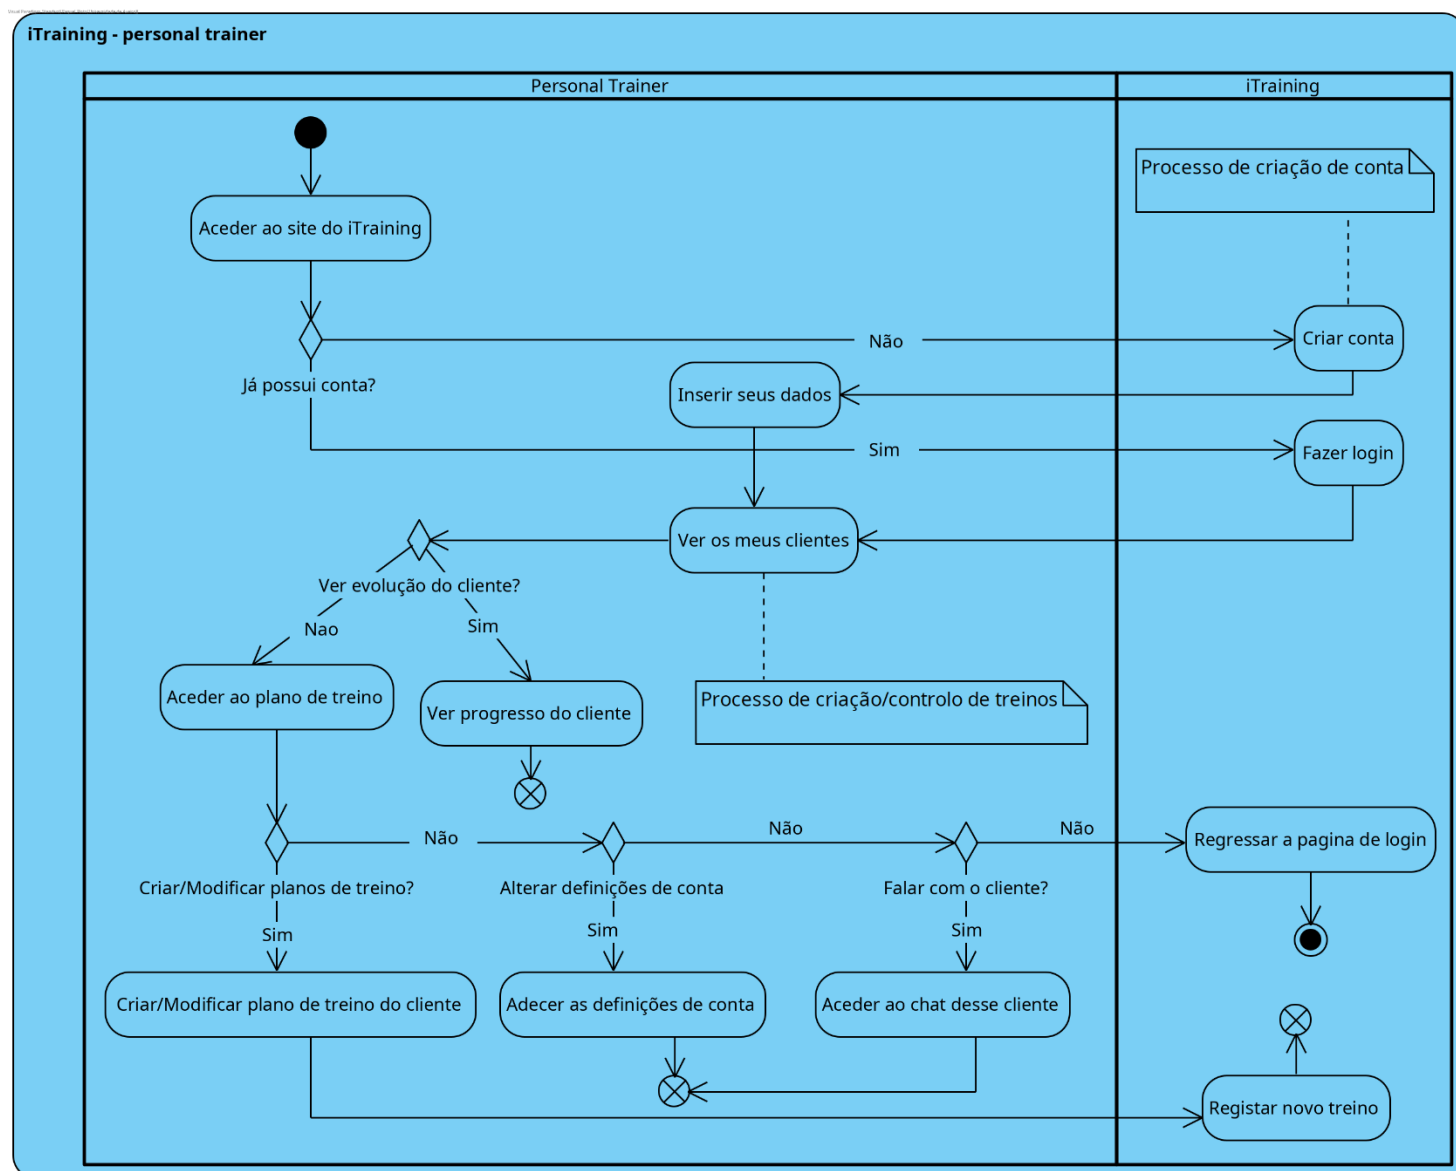 iTraining - personal trainer
Personal Trainer
iTraining
Processo de criação de conta
Aceder ao site do iTraining
Não
Criar conta
Já possui conta?
Inserir seus dados
Sim
Fazer login
Ver os meus clientes
Ver evolução do cliente?
Nao
Sim
Aceder ao plano de treino
Ver progresso do cliente
Processo de criação/controlo de treinos
Não
Não
Não
Regressar a pagina de login
Criar/Modificar planos de treino?
Alterar definições de conta
Falar com o cliente?
Sim
Sim
Sim
Criar/Modificar plano de treino do cliente
Adecer as definições de conta
Aceder ao chat desse cliente
Registar novo treino